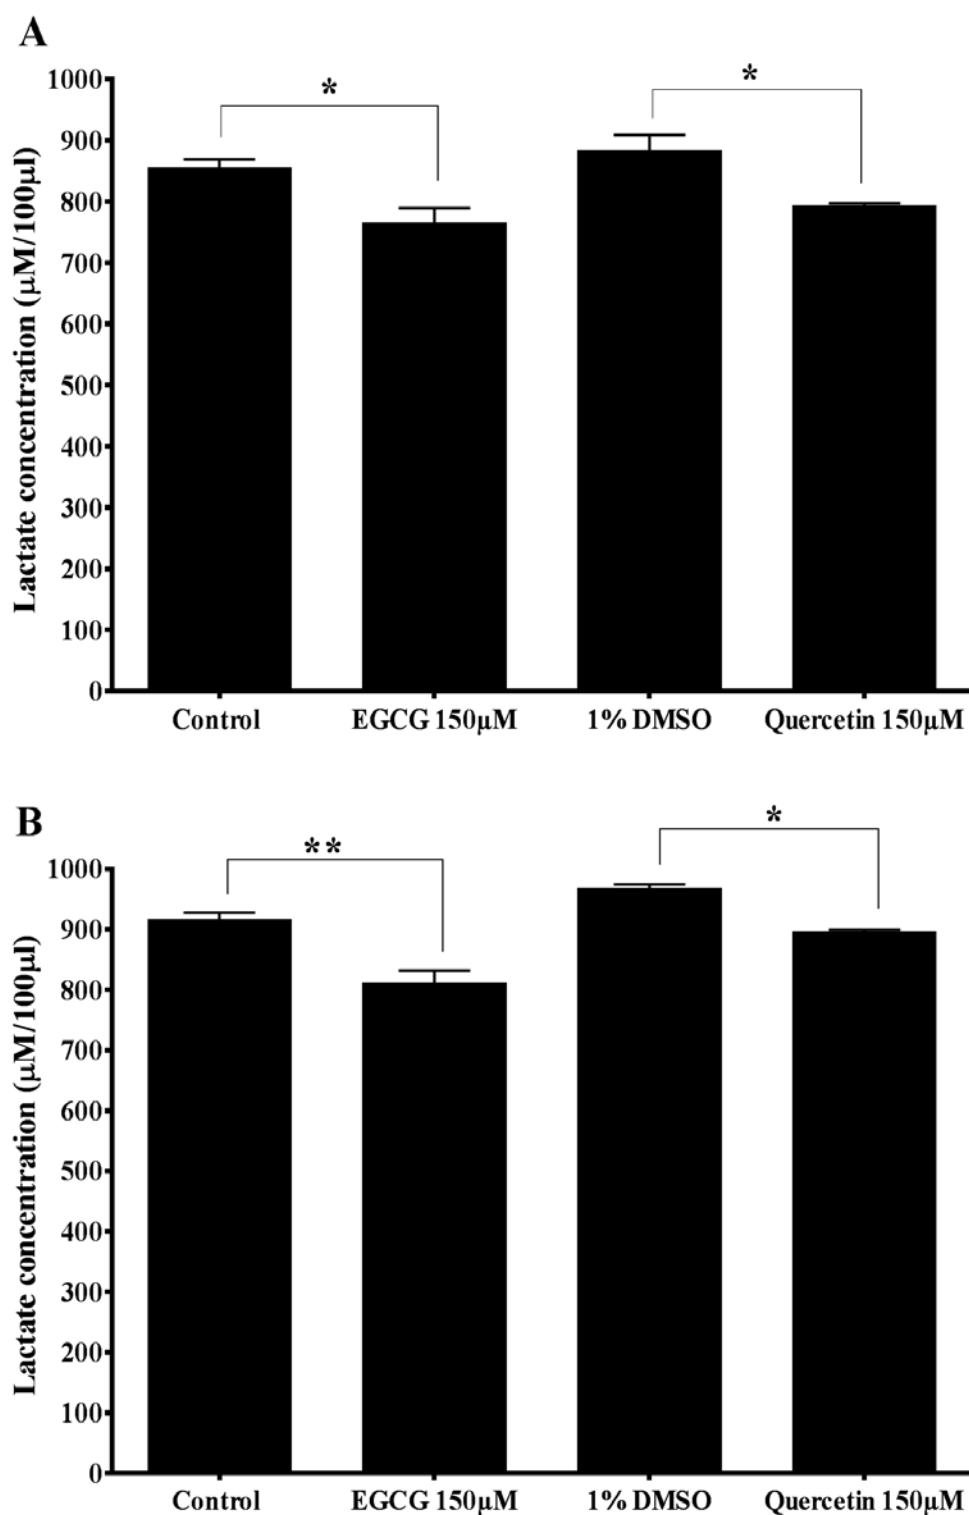 A
Lactate concentration (μM/100μl)
1000
900
800
700
600
500
400
300
200
100
0
*
*
Control
EGCG 150μM
1% DMSO
Quercetin 150μM
B
Lactate concentration (μM/100μl)
1000
900
800
700
600
500
400
300
200
100
0
**
*
Control
EGCG 150μM
1% DMSO
Quercetin 150μM